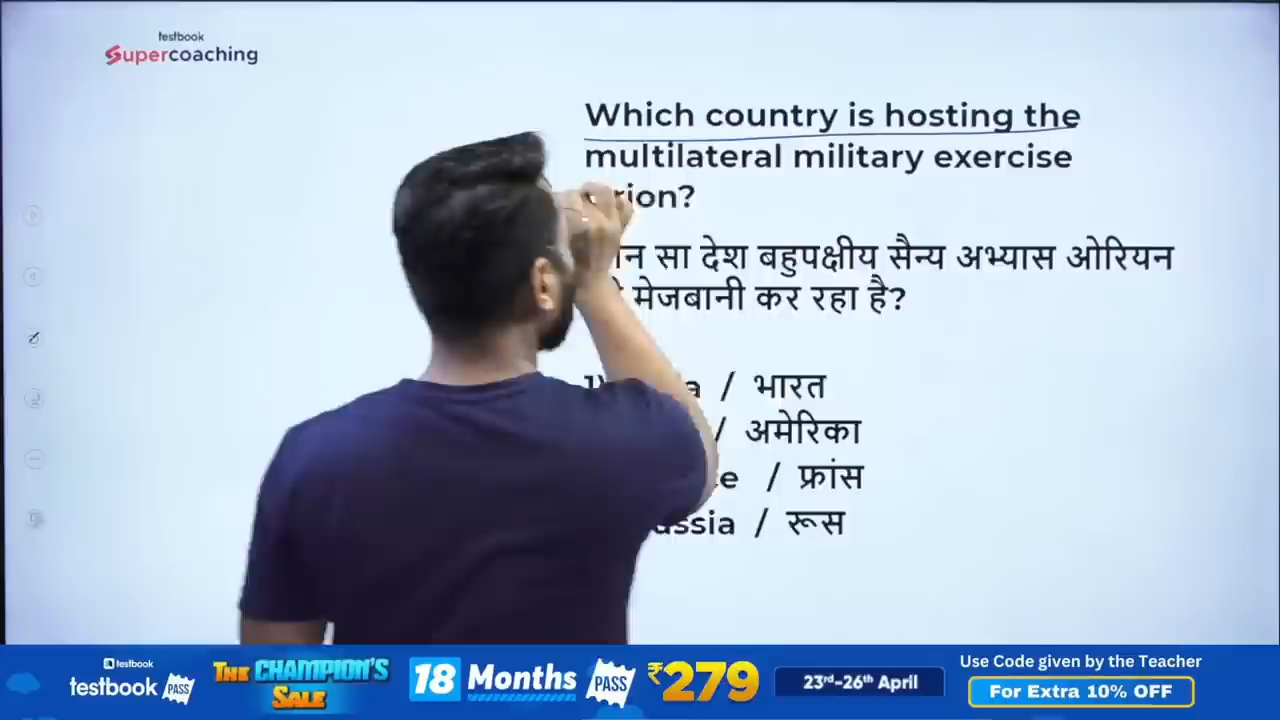 testbook
Supercoaching
Which country is hosting the
multilateral military exercise
सा देश बहुपक्षीय सैन्य अभ्यास ओरियन
मेजबानी कर रहा है?
/ भारत
/ अमेरिका
/ फ्रांस
/ रूस
testbook
testbook PASS
THE CHAMPION'S SALE
18 Months PASS ₹279
23rd-26th April
Use Code given by the Teacher
For Extra 10% OFF